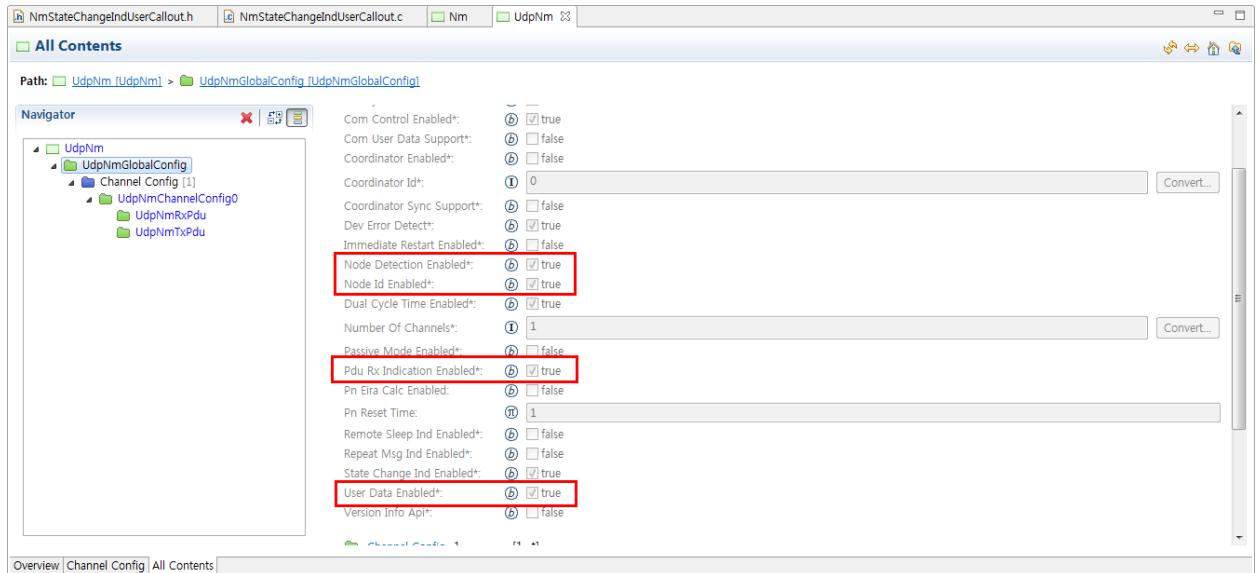 NmStateChangeIndUserCallout.h NmStateChangeIndUserCallout.c Nm UdpNm
All Contents
Path: UdpNm [UdpNm] > UdpNmGlobalConfig [UdpNmGlobalConfig]
Navigator
UdpNm
UdpNmGlobalConfig
Channel Config [1]
UdpNmChannelConfig0
UdpNmRxPdu
UdpNmTxPdu
Com Control Enabled*: true
Com User Data Support*: false
Coordinator Enabled*: false
Coordinator Id*: 0 Convert...
Coordinator Sync Support*: false
Dev Error Detect*: true
Immediate Restart Enabled*: false
Node Detection Enabled*: true
Node Id Enabled*: true
Dual Cycle Time Enabled*: true
Number Of Channels*: 1 Convert...
Passive Mode Enabled*: false
Pdu Rx Indication Enabled*: true
Pn Eira Calc Enabled: false
Pn Reset Time: 1
Remote Sleep Ind Enabled*: false
Repeat Msg Ind Enabled*: false
State Change Ind Enabled*: true
User Data Enabled*: true
Version Info Api*: false
Overview Channel Config All Contents